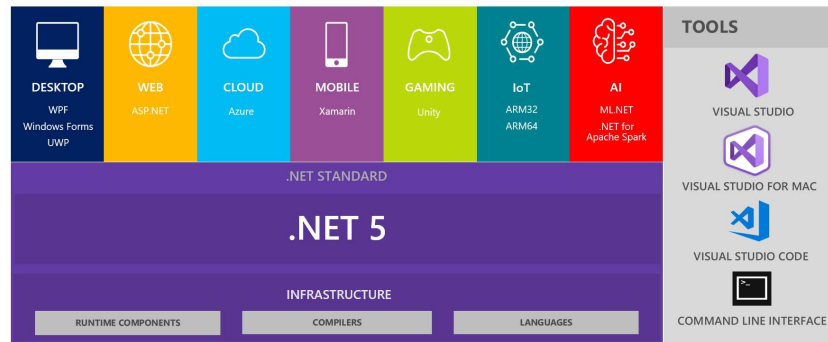 DESKTOP
WPF
Windows Forms
UWP
WEB
ASP.NET
CLOUD
Azure
MOBILE
Xamarin
GAMING
Unity
IoT
ARM32
ARM64
AI
ML.NET
.NET for
Apache Spark
.NET STANDARD
.NET 5
INFRASTRUCTURE
RUNTIME COMPONENTS
COMPILERS
LANGUAGES
TOOLS
VISUAL STUDIO
VISUAL STUDIO FOR MAC
VISUAL STUDIO CODE
>_
COMMAND LINE INTERFACE